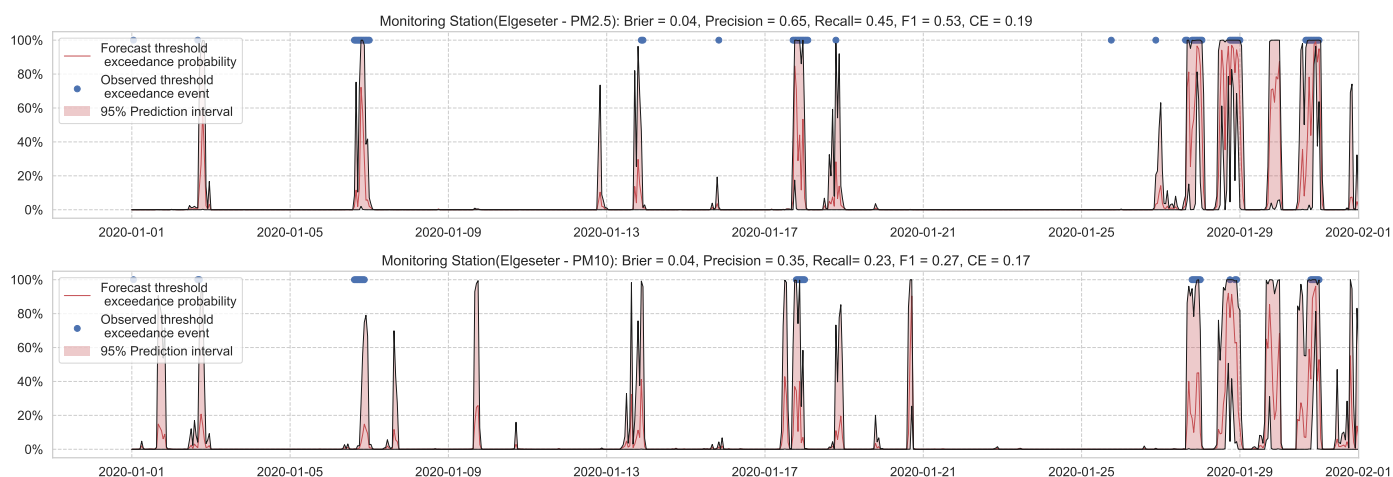 Monitoring Station(Elgeseter - PM2.5): Brier = 0.04, Precision = 0.65, Recall= 0.45, F1 = 0.53, CE = 0.19
100%
80%
60%
40%
20%
0%
Forecast threshold
exceedance probability
Observed threshold
exceedance event
95% Prediction interval
2020-01-01 2020-01-05 2020-01-09 2020-01-13 2020-01-17 2020-01-21 2020-01-25 2020-01-29 2020-02-01
Monitoring Station(Elgeseter - PM10): Brier = 0.04, Precision = 0.35, Recall= 0.23, F1 = 0.27, CE = 0.17
100%
80%
60%
40%
20%
0%
Forecast threshold
exceedance probability
Observed threshold
exceedance event
95% Prediction interval
2020-01-01 2020-01-05 2020-01-09 2020-01-13 2020-01-17 2020-01-21 2020-01-25 2020-01-29 2020-02-01